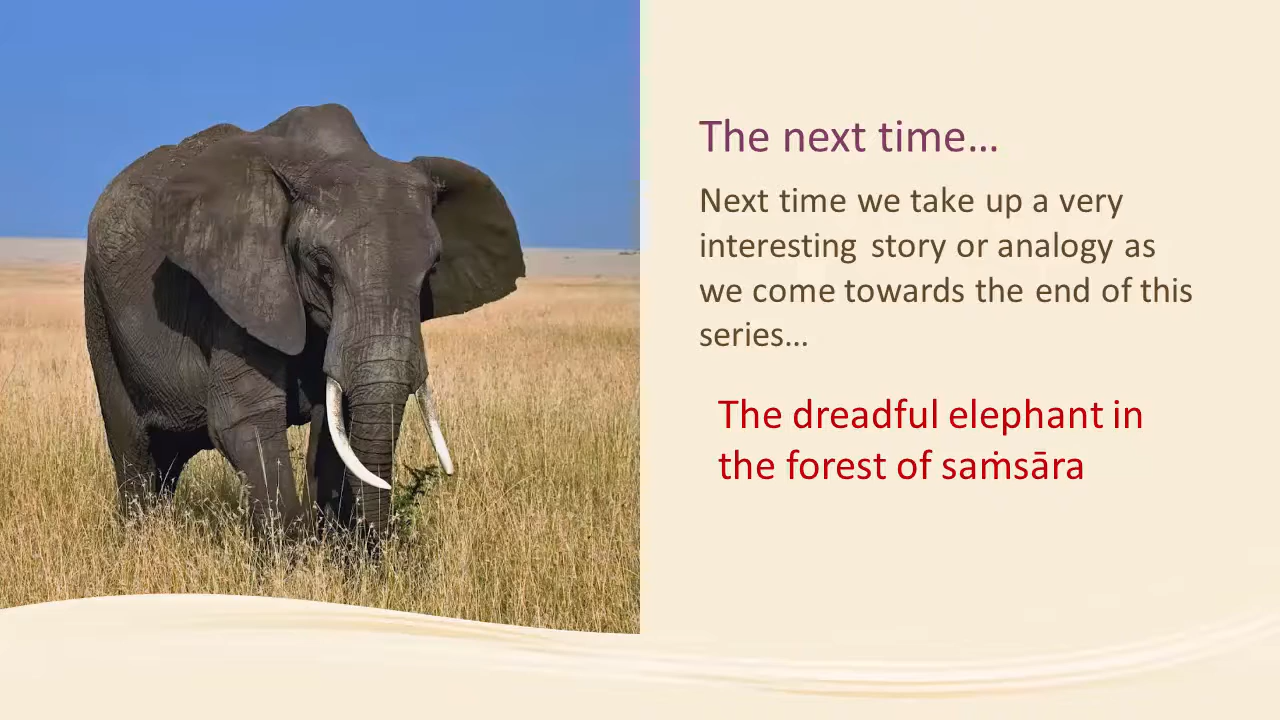 The next time…
Next time we take up a very
interesting story or analogy as
we come towards the end of this
series…
The dreadful elephant in
the forest of saṁsāra